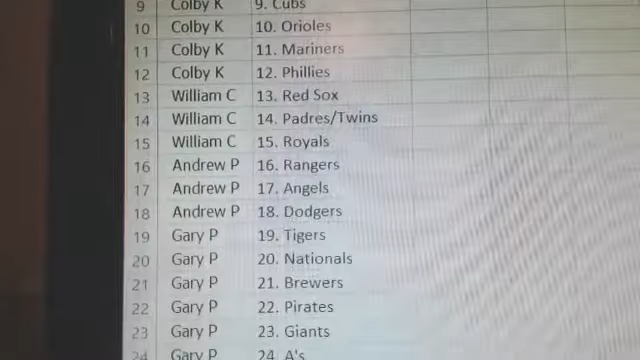 9 Colby K 9. Cubs
10 Colby K 10. Orioles
11 Colby K 11. Mariners
12 Colby K 12. Phillies
13 William C 13. Red Sox
14 William C 14. Padres/Twins
15 William C 15. Royals
16 Andrew P 16. Rangers
17 Andrew P 17. Angels
18 Andrew P 18. Dodgers
19 Gary P 19. Tigers
20 Gary P 20. Nationals
21 Gary P 21. Brewers
22 Gary P 22. Pirates
23 Gary P 23. Giants
24 Gary P 24. A's